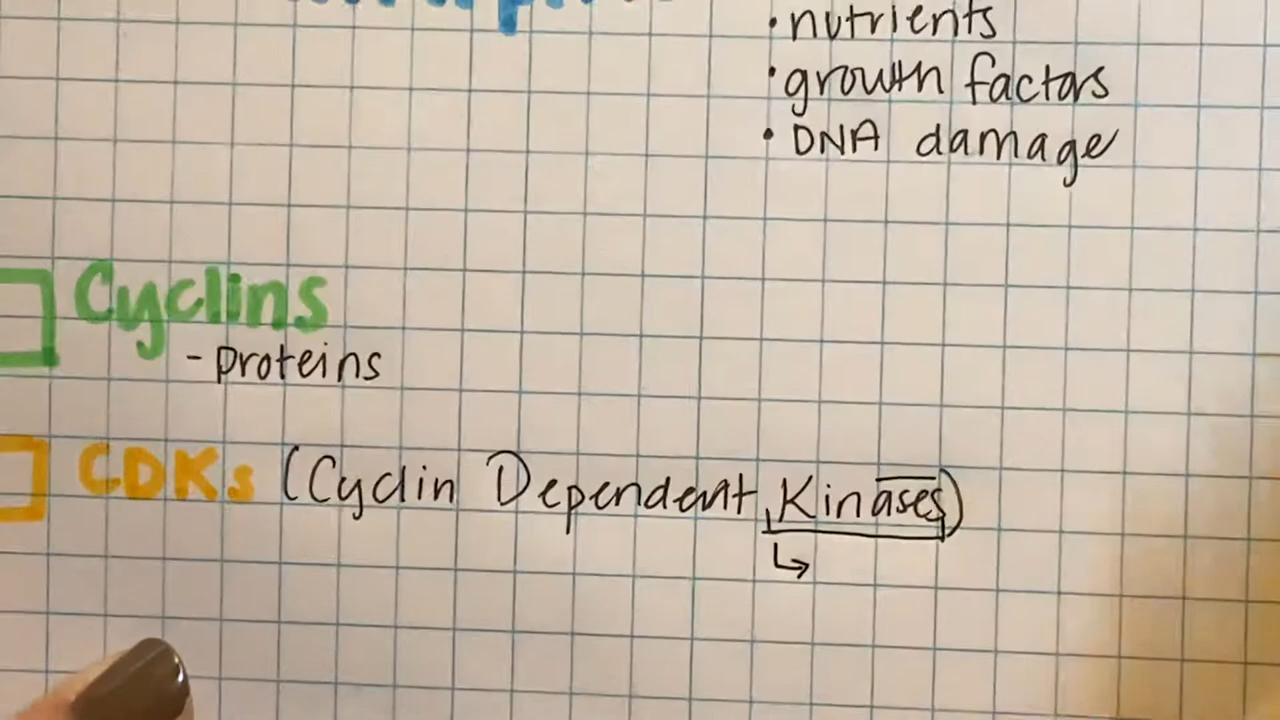 • nutrients
• growth factors
• DNA damage
Cyclins
- proteins
CDKs (Cyclin Dependent Kinases)